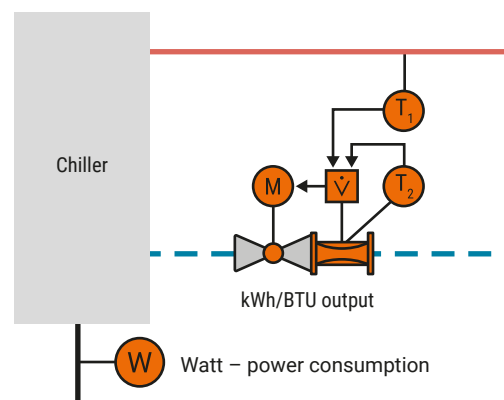 T1
Chiller
M
V̇
T2
kWh/BTU output
W
Watt – power consumption